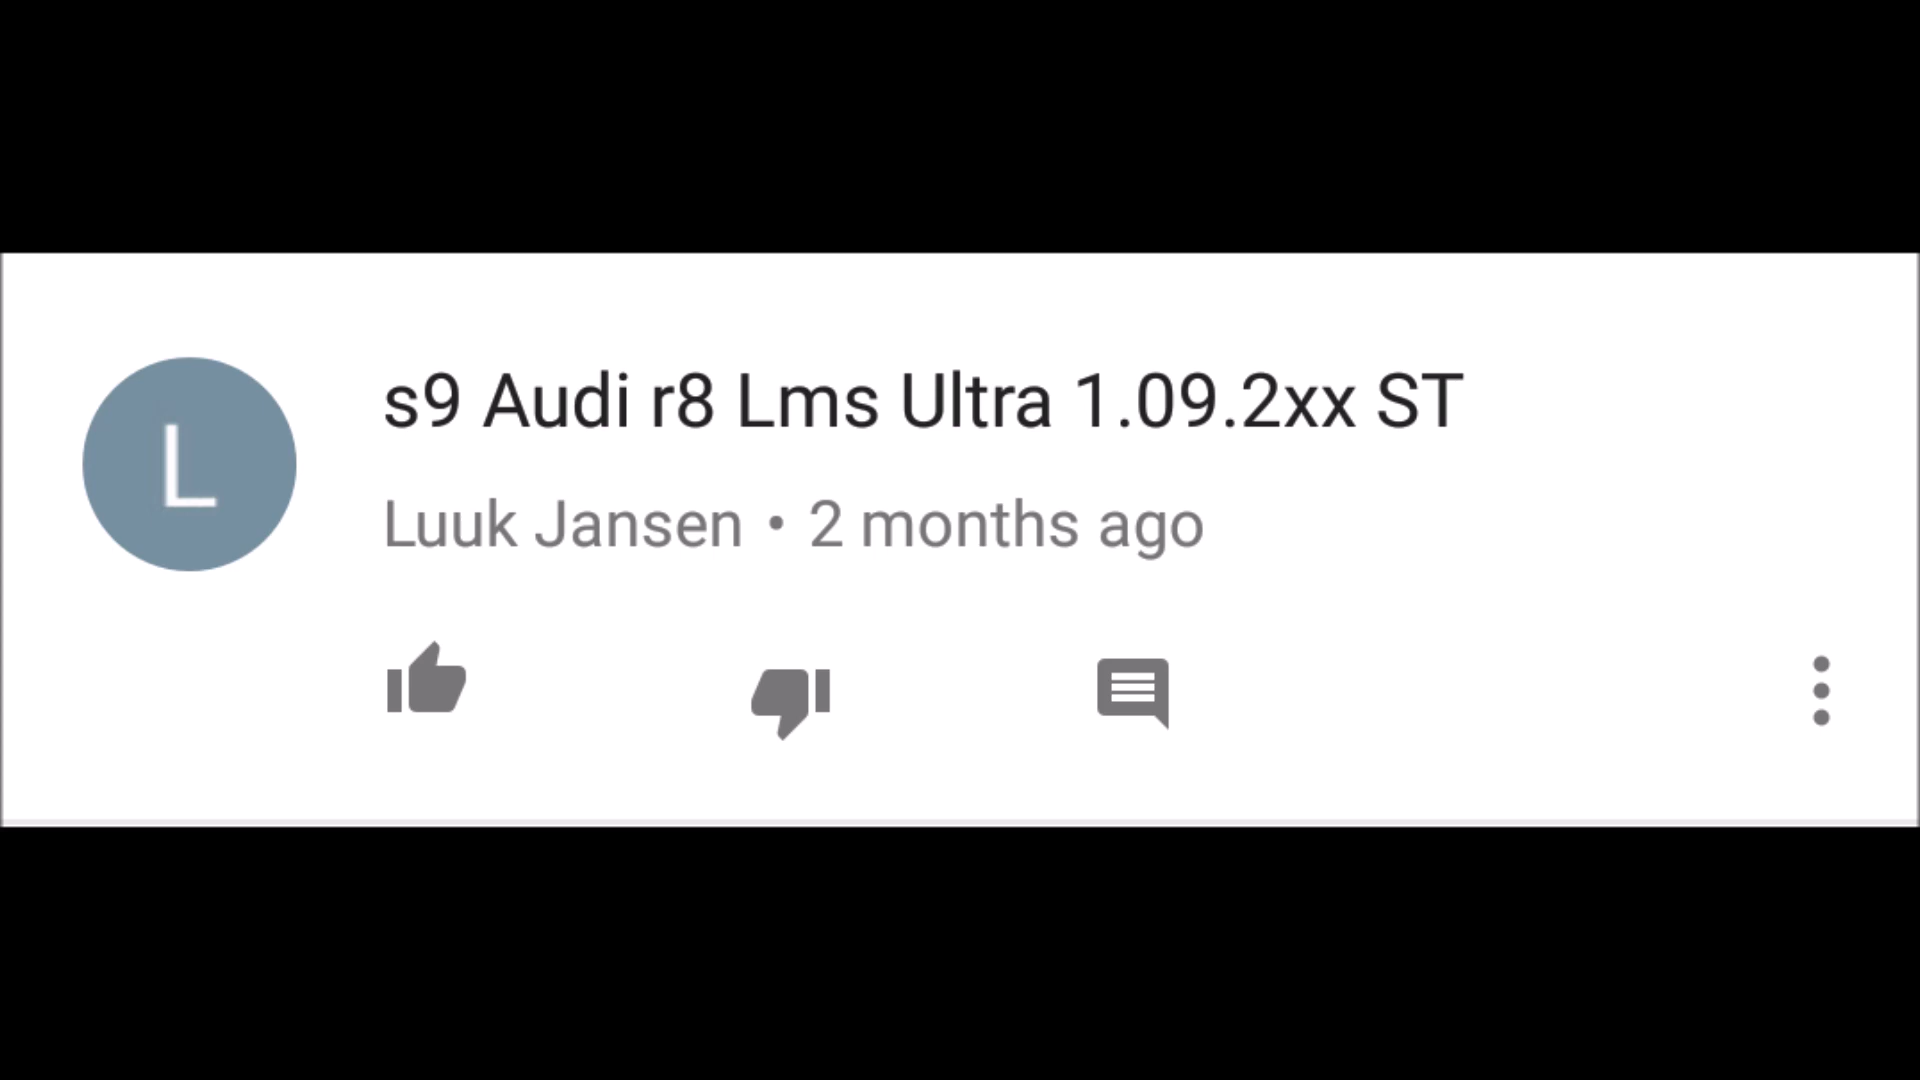 L
s9 Audi r8 Lms Ultra 1.09.2xx ST
Luuk Jansen • 2 months ago